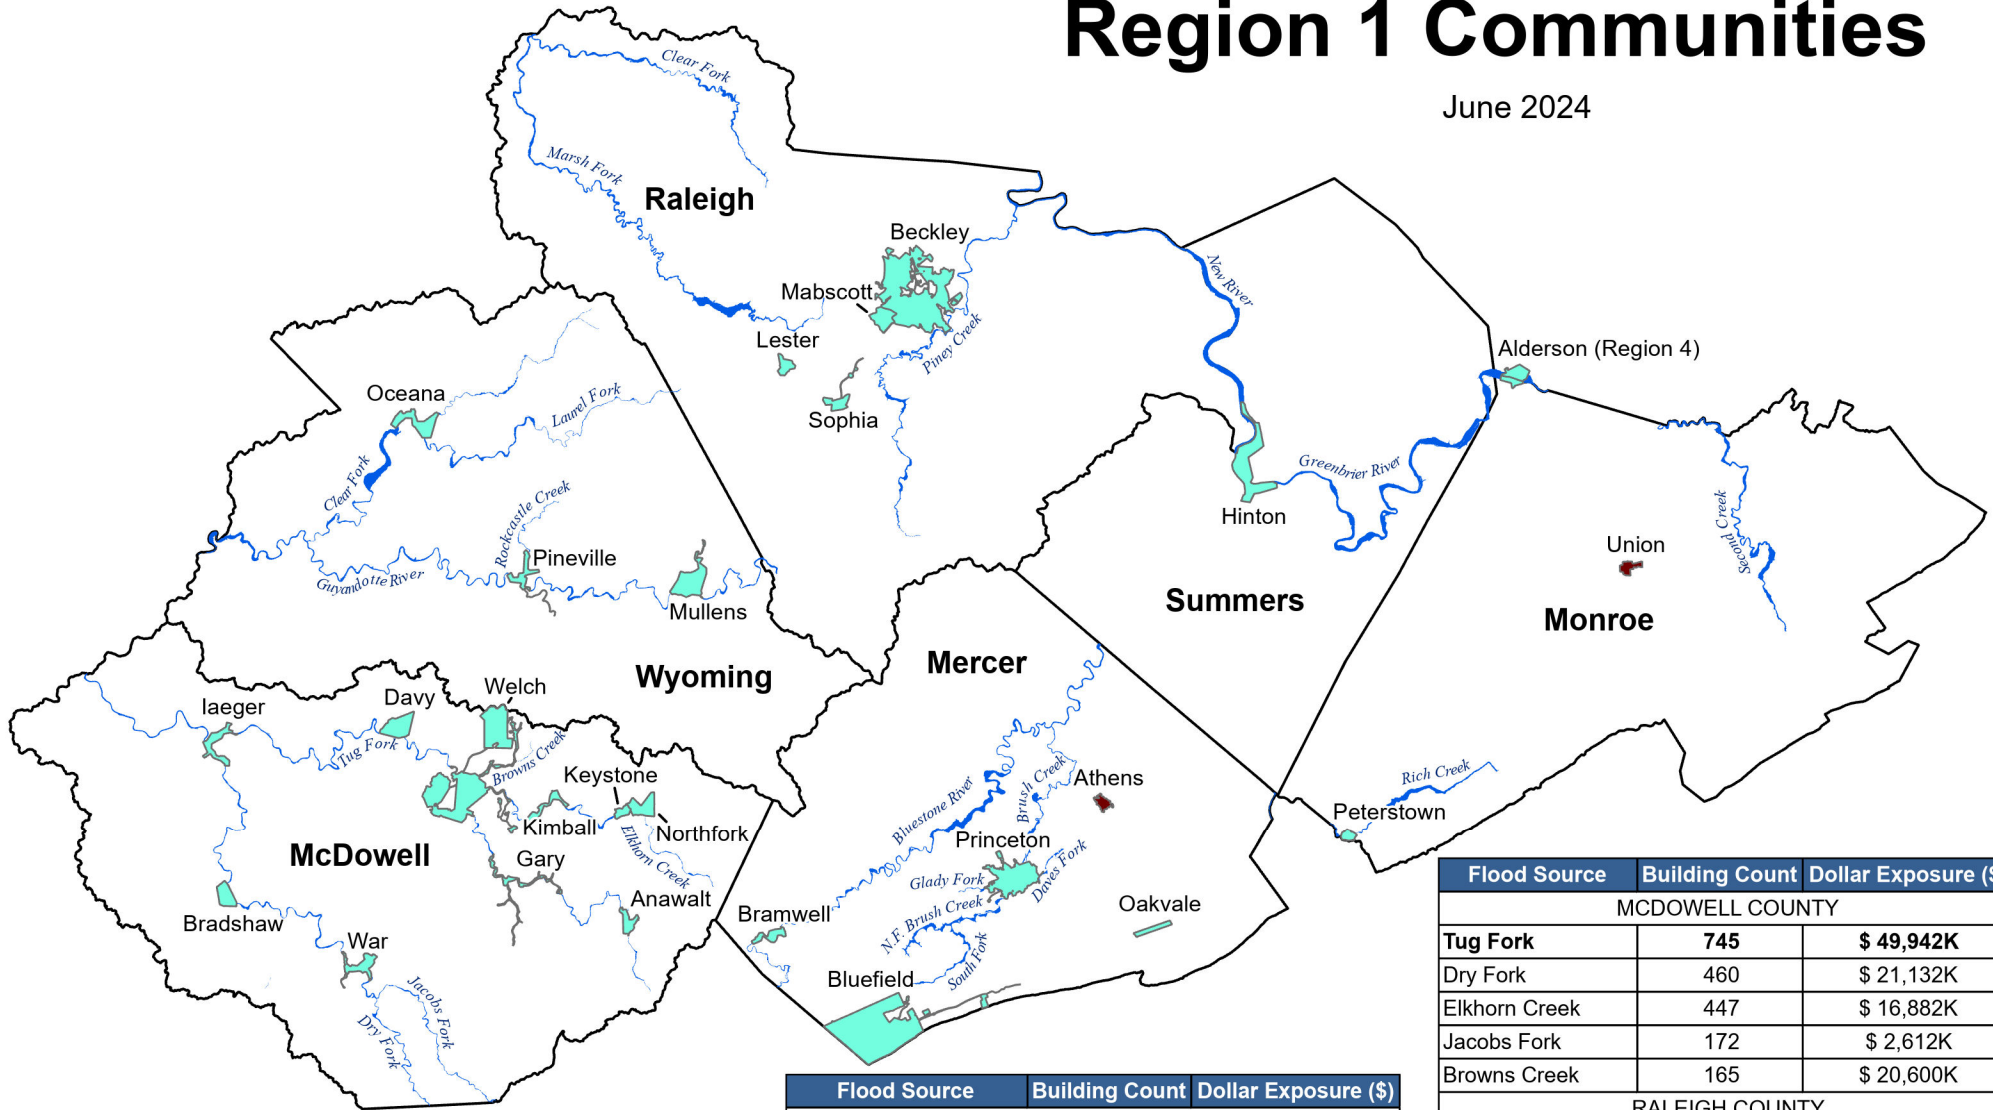 Region 1 Communities
June 2024
Clear Fork
Marsh Fork
Raleigh
Beckley
Mabscott
New River
Lester
Piney Creek
Alderson (Region 4)
Oceana
Laurel Fork
Sophia
Clear Fork
Greenbrier River
Rockcastle Creek
Hinton
Second Creek
Union
Pineville
Guyandotte River
Mullens
Summers
Monroe
Mercer
Wyoming
Welch
Davy
Iaeger
Tug Fork
Browns Creek
Keystone
Rich Creek
Brush Creek
Athens
Bluestone River
Peterstown
Kimball
Northfork
Princeton
McDowell
Elkhorn Creek
Gary
Daves Fork
Glady Fork
Anawalt
Oakvale
Bramwell
N.F. Brush Creek
Bradshaw
War
South Fork
Bluefield
Jacobs Fork
Dry Fork
Flood Source Building Count Dollar Exposure ($
MCDOWELL COUNTY
Tug Fork 745 $ 49,942K
Dry Fork 460 $ 21,132K
Elkhorn Creek 447 $ 16,882K
Jacobs Fork 172 $ 2,612K
Browns Creek 165 $ 20,600K
RALEIGH COUNTY
Flood Source Building Count Dollar Exposure ($)